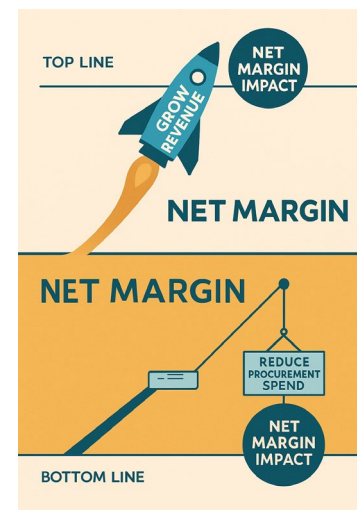 TOP LINE
NET
MARGIN
IMPACT
GROW
REVENUE
NET MARGIN
NET MARGIN
REDUCE
PROCUREMENT
SPEND
NET
MARGIN
IMPACT
BOTTOM LINE